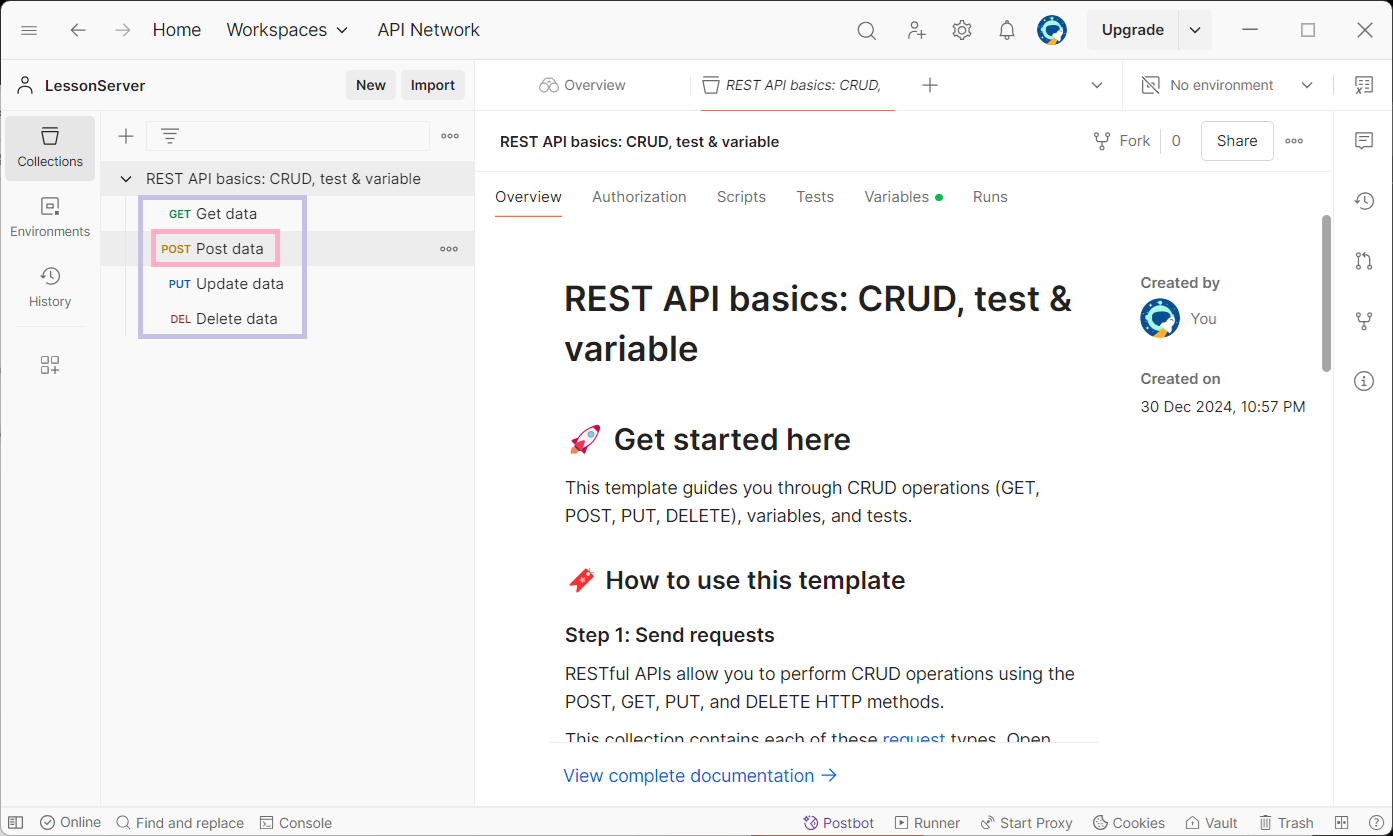 Home Workspaces API Network Upgrade
LessonServer New Import Overview REST API basics: CRUD, No environment
Collections
Environments
History
REST API basics: CRUD, test & variable
GET Get data
POST Post data
PUT Update data
DEL Delete data
REST API basics: CRUD, test & variable Fork 0 Share
Overview Authorization Scripts Tests Variables Runs
REST API basics: CRUD, test &
variable
Get started here
This template guides you through CRUD operations (GET,
POST, PUT, DELETE), variables, and tests.
How to use this template
Step 1: Send requests
RESTful APIs allow you to perform CRUD operations using the
POST, GET, PUT, and DELETE HTTP methods.
This collection contains each of these request types. Open
View complete documentation →
Created by
You
Created on
30 Dec 2024, 10:57 PM
Online Find and replace Console Postbot Runner Start Proxy Cookies Vault Trash